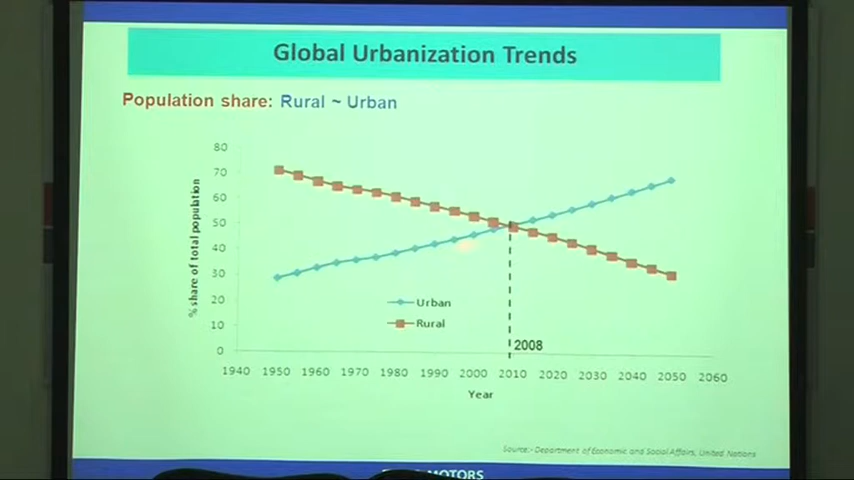 Global Urbanization Trends
Population share: Rural ~ Urban
80
70
60
50
40
30
20
10
0
% share of total population
Urban
Rural
2008
1940 1950 1960 1970 1980 1990 2000 2010 2020 2030 2040 2050 2060
Year
Source:- Department of Economic and Social Affairs, United Nations
MOTORS